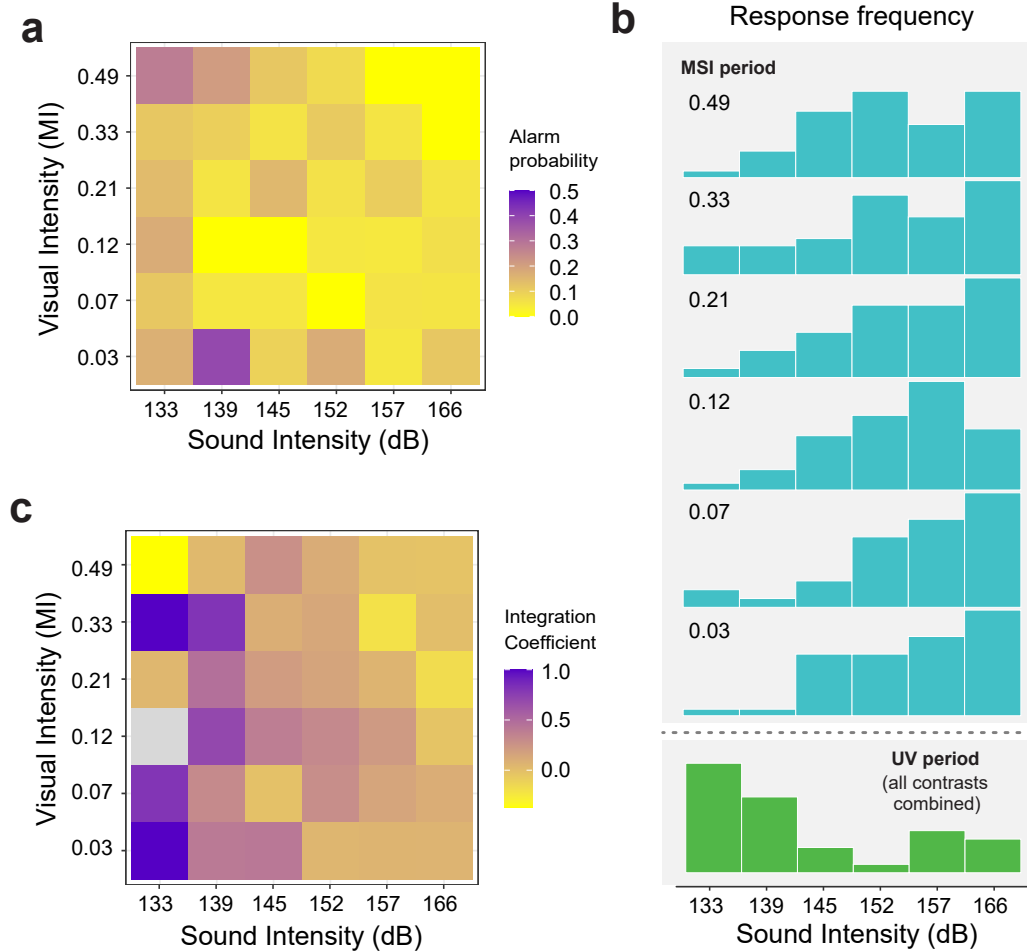 a
0.49
0.33
0.21
0.12
0.07
0.03
Visual Intensity (MI)
133 139 145 152 157 166
Sound Intensity (dB)
Alarm
probability
0.5
0.4
0.3
0.2
0.1
0.0
b
Response frequency
MSI period
0.49
0.33
0.21
0.12
0.07
0.03
UV period
(all contrasts
combined)
133 139 145 152 157 166
Sound Intensity (dB)
c
0.49
0.33
0.21
0.12
0.07
0.03
Visual Intensity (MI)
133 139 145 152 157 166
Sound Intensity (dB)
Integration
Coefficient
1.0
0.5
0.0